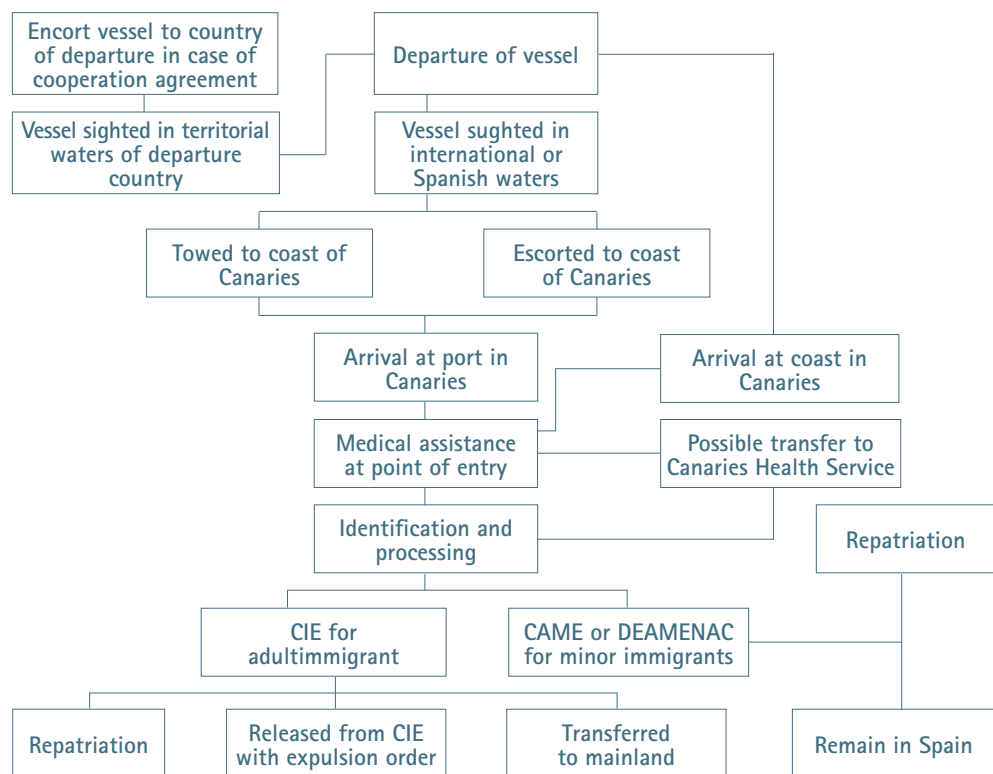 Encort vessel to country
of departure in case of
cooperation agreement
Departure of vessel
Vessel sighted in territorial
waters of departure
country
Vessel sughted in
international or
Spanish waters
Towed to coast of
Canaries
Escorted to coast
of Canaries
Arrival at port in
Canaries
Arrival at coast in
Canaries
Medical assistance
at point of entry
Possible transfer to
Canaries Health Service
Identification and
processing
Repatriation
CIE for
adultimmigrant
CAME or DEAMENAC
for minor immigrants
Repatriation
Released from CIE
with expulsion order
Transferred
to mainland
Remain in Spain